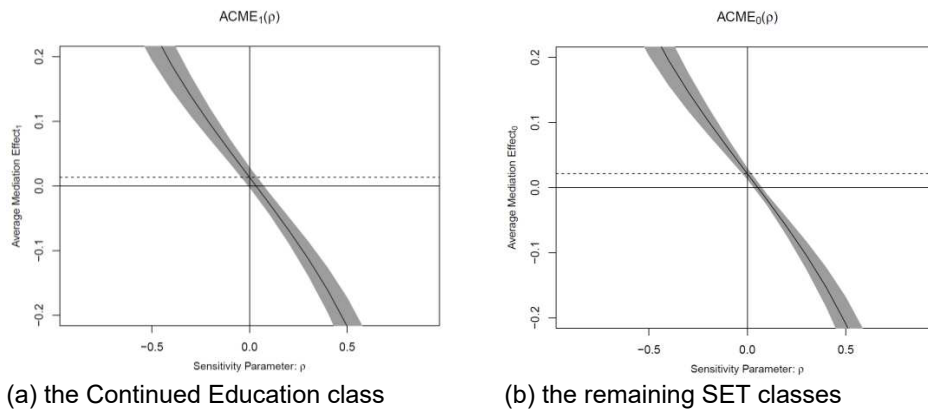 ACME₁(ρ)
0.2
0.1
0.0
−0.1
−0.2
Average Mediation Effect₁
−0.5 0.0 0.5
Sensitivity Parameter: ρ
(a) the Continued Education class
ACME₀(ρ)
0.2
0.1
0.0
−0.1
−0.2
Average Mediation Effect₀
−0.5 0.0 0.5
Sensitivity Parameter: ρ
(b) the remaining SET classes